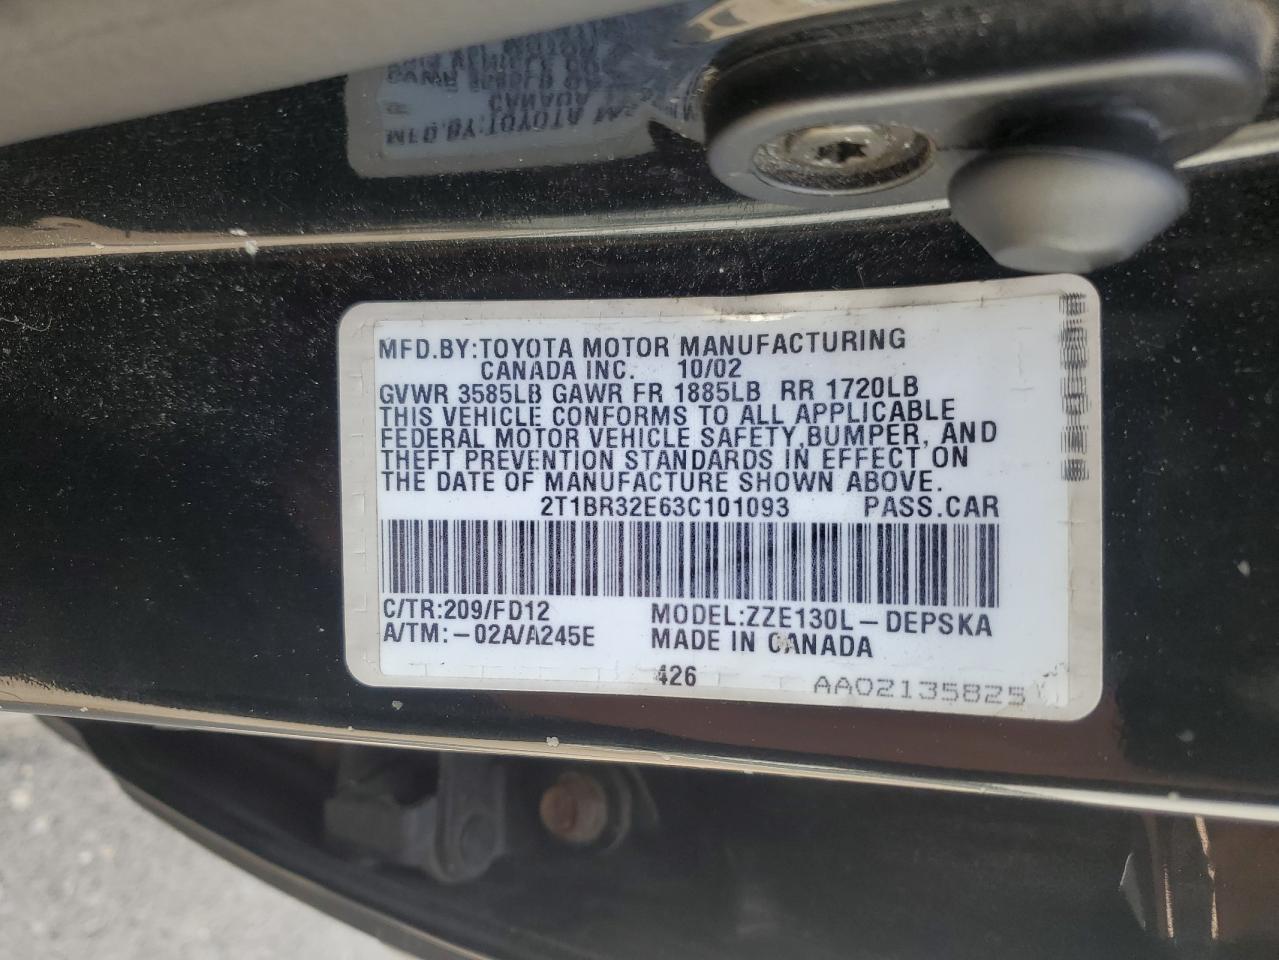 MFD.BY:TOYOTA MOTOR MANUFACTURING
CANADA INC. 10/02
GVWR 3585LB GAWR FR 1885LB RR 1720LB
THIS VEHICLE CONFORMS TO ALL APPLICABLE
FEDERAL MOTOR VEHICLE SAFETY,BUMPER, AND
THEFT PREVENTION STANDARDS IN EFFECT ON
THE DATE OF MANUFACTURE SHOWN ABOVE.
2T1BR32E63C101093 PASS.CAR
C/TR:209/FD12 MODEL:ZZE130L-DEPSKA
A/TM:-02A/A245E MADE IN CANADA
426 AA02135825